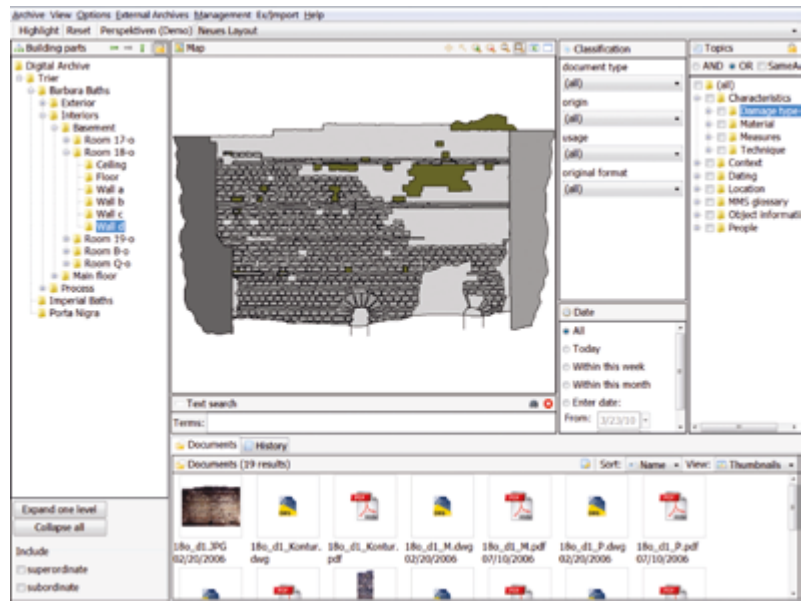 Archive View Options External Archives Management Ex/Import Help
Highlight Reset Perspektiven (Demo) Neues Layout
Building parts
Digital Archive
Trier
Barbara Baths
Exterior
Interiors
Basement
Room 17-o
Room 18-o
Ceiling
Floor
Wall a
Wall b
Wall c
Wall d
Room 19-o
Room B-o
Room Q-o
Main floor
Process
Imperial Baths
Porta Nigra
Expand one level
Collapse all
Include
superordinate
subordinate
Map
Text search
Terms:
Classification
document type
(all)
origin
(all)
usage
(all)
original format
(all)
Date
All
Today
Within this week
Within this month
Enter date:
From: 3/23/10
Topics
AND OR SameAu
(all)
Characteristics
Damage type
Material
Measures
Technique
Context
Dating
Location
MMS glossary
Object informati
People
Documents History
Documents (19 results) Sort: Name View: Thumbnails
18o_d1.JPG 18o_d1_Kontur. 18o_d1_Kontur. 18o_d1_M.dwg 18o_d1_M.pdf 18o_d1_P.dwg 18o_d1_P.pdf
02/20/2006 dwg pdf 02/20/2006 07/10/2006 02/20/2006 07/10/2006